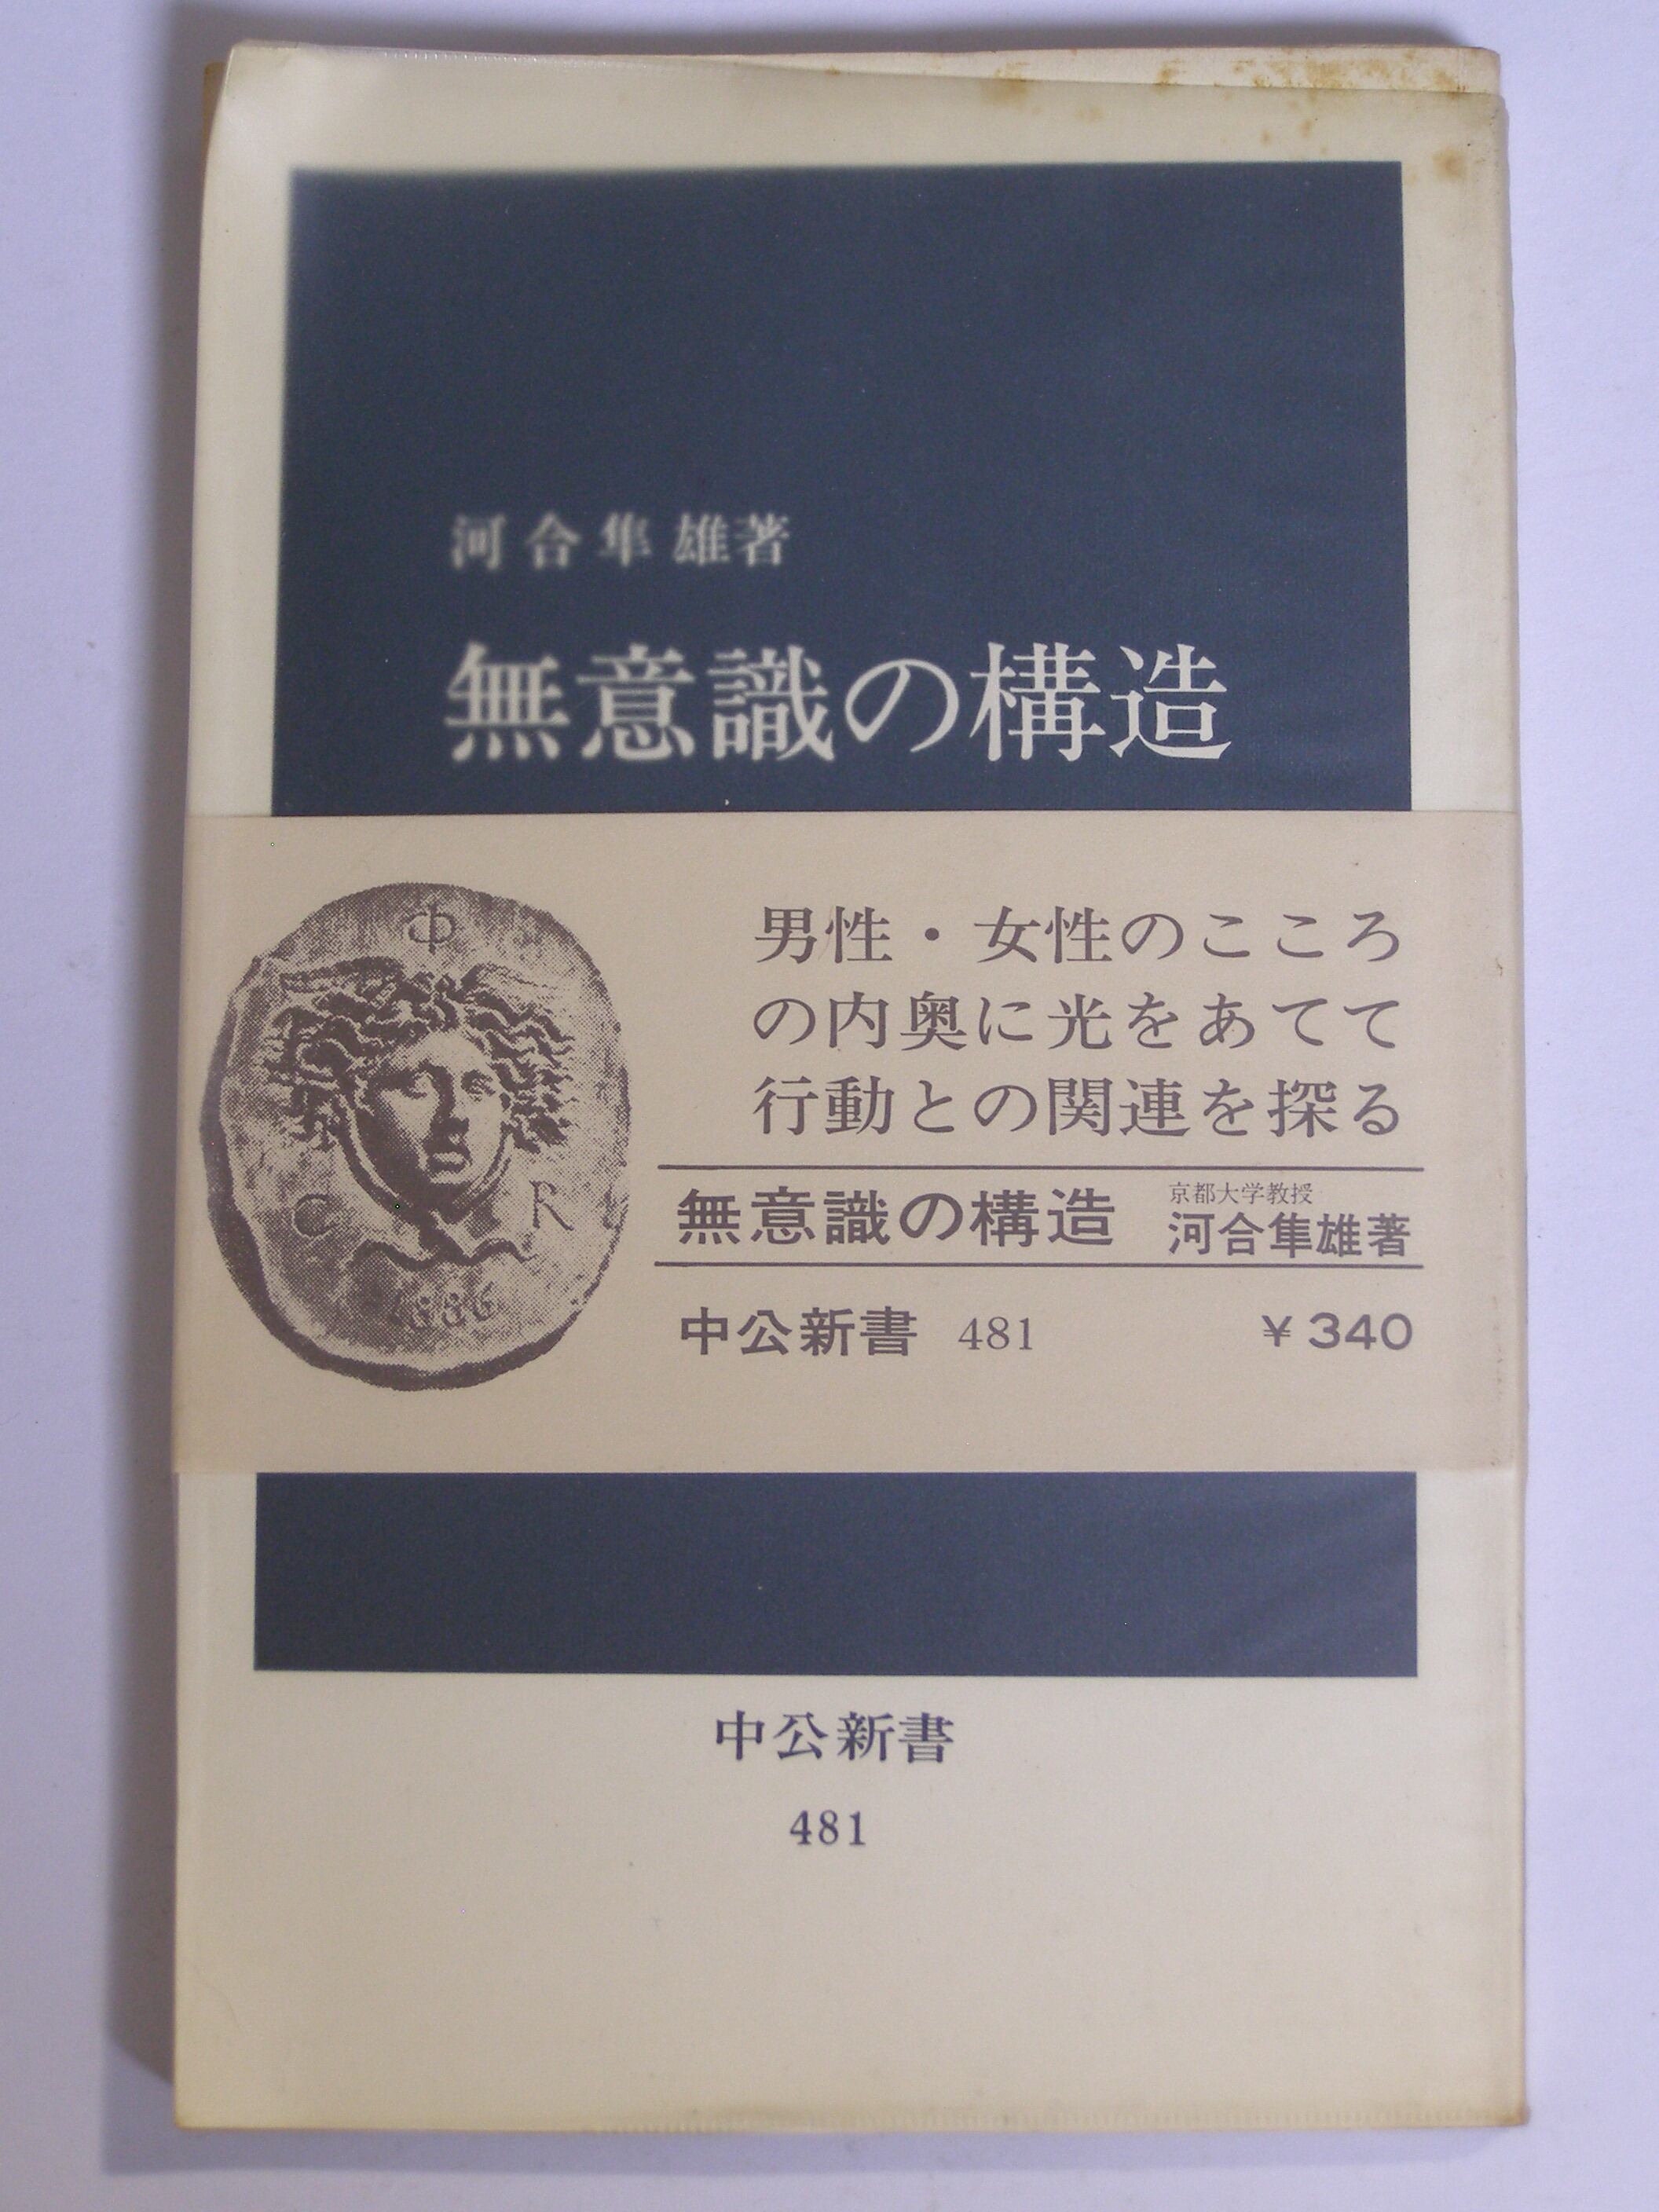 河合隼雄著
無意識の構造
男性・女性のこころ
の内奥に光をあてて
行動との関連を探る
無意識の構造
京都大学教授
河合隼雄著
中公新書 481
¥340
Φ
C R
1886
中公新書
481